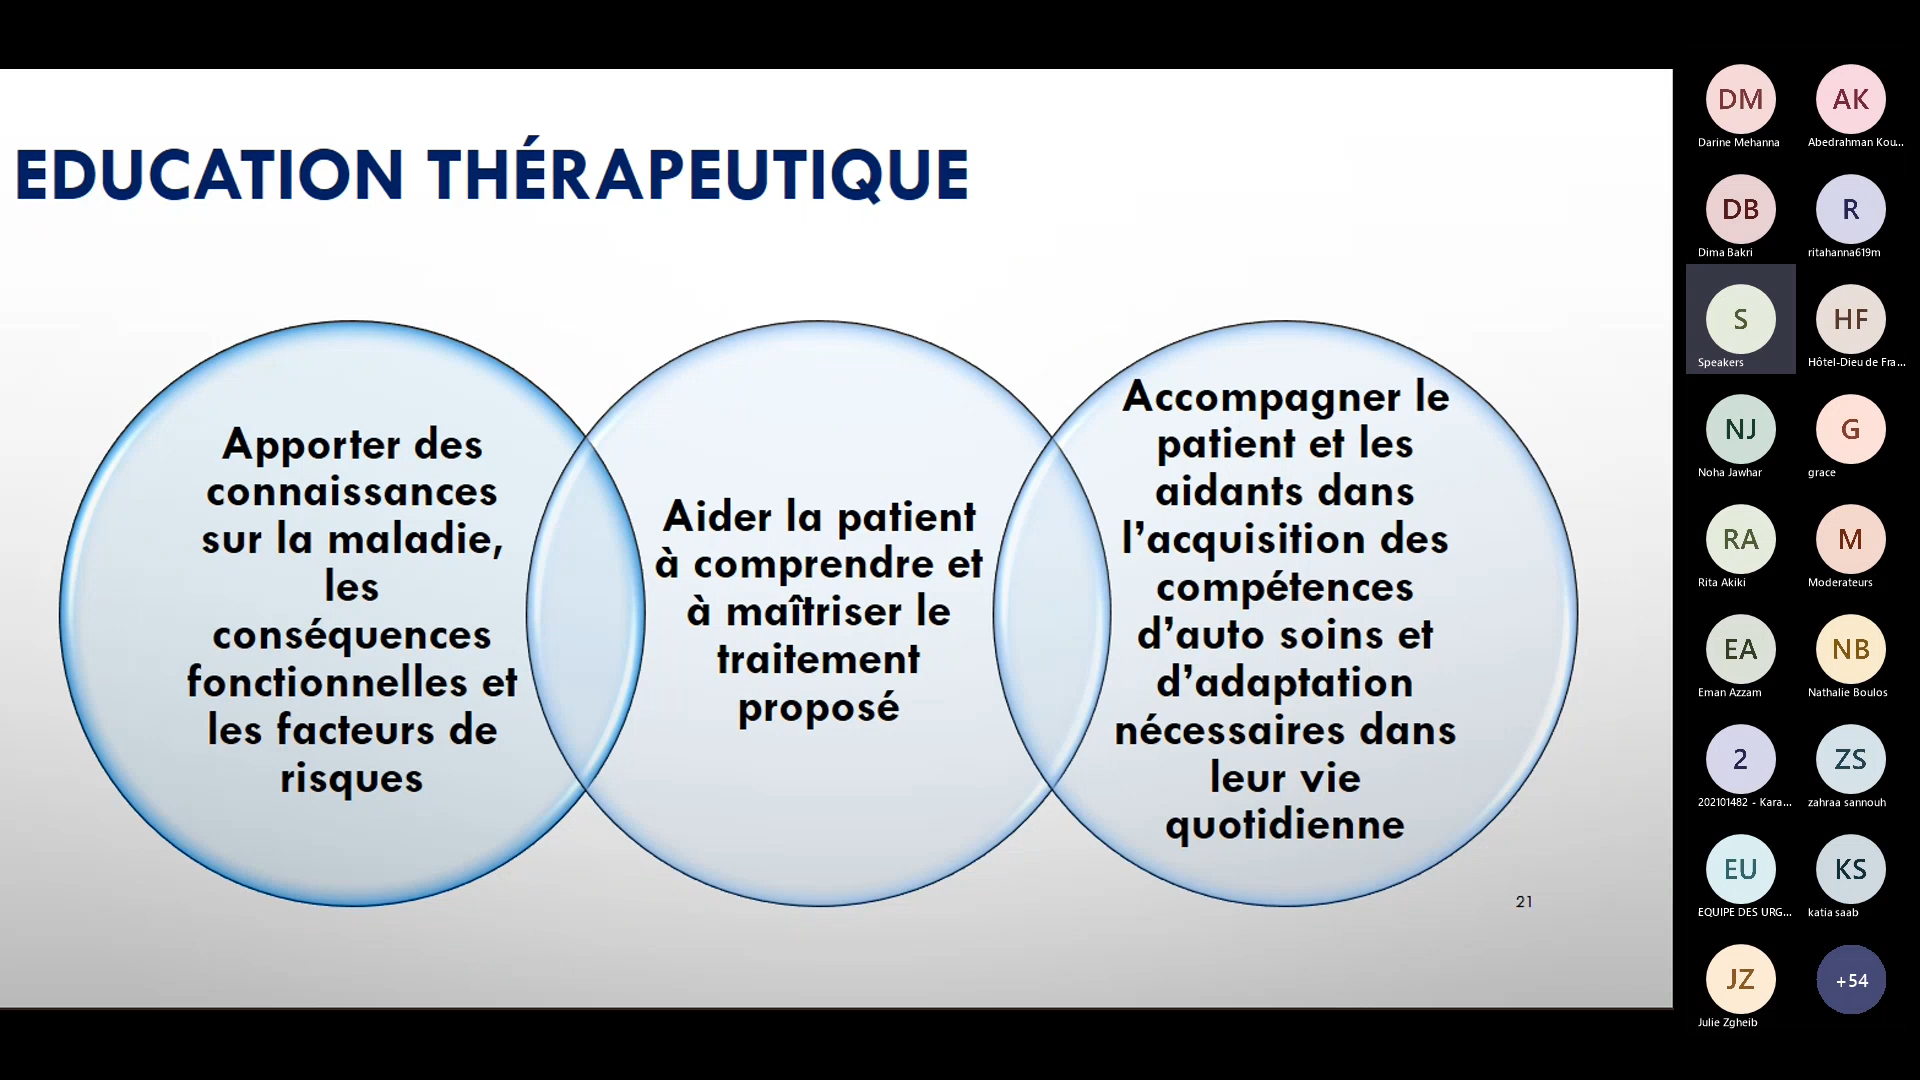 EDUCATION THÉRAPEUTIQUE
Apporter des
connaissances
sur la maladie,
les
conséquences
fonctionnelles et
les facteurs de
risques
Aider la patient
à comprendre et
à maîtriser le
traitement
proposé
Accompagner le
patient et les
aidants dans
l’acquisition des
compétences
d’auto soins et
d’adaptation
nécessaires dans
leur vie
quotidienne
21
DM
Darine Mehanna
AK
Abedrahman Kou...
DB
Dima Bakri
R
ritahanna619m
S
Speakers
HF
Hôtel-Dieu de Fra...
NJ
Noha Jawhar
G
grace
RA
Rita Akiki
M
Moderateurs
EA
Eman Azzam
NB
Nathalie Boulos
2
202101482 - Kara...
ZS
zahraa sannouh
EU
EQUIPE DES URG...
KS
katia saab
JZ
Julie Zgheib
+54